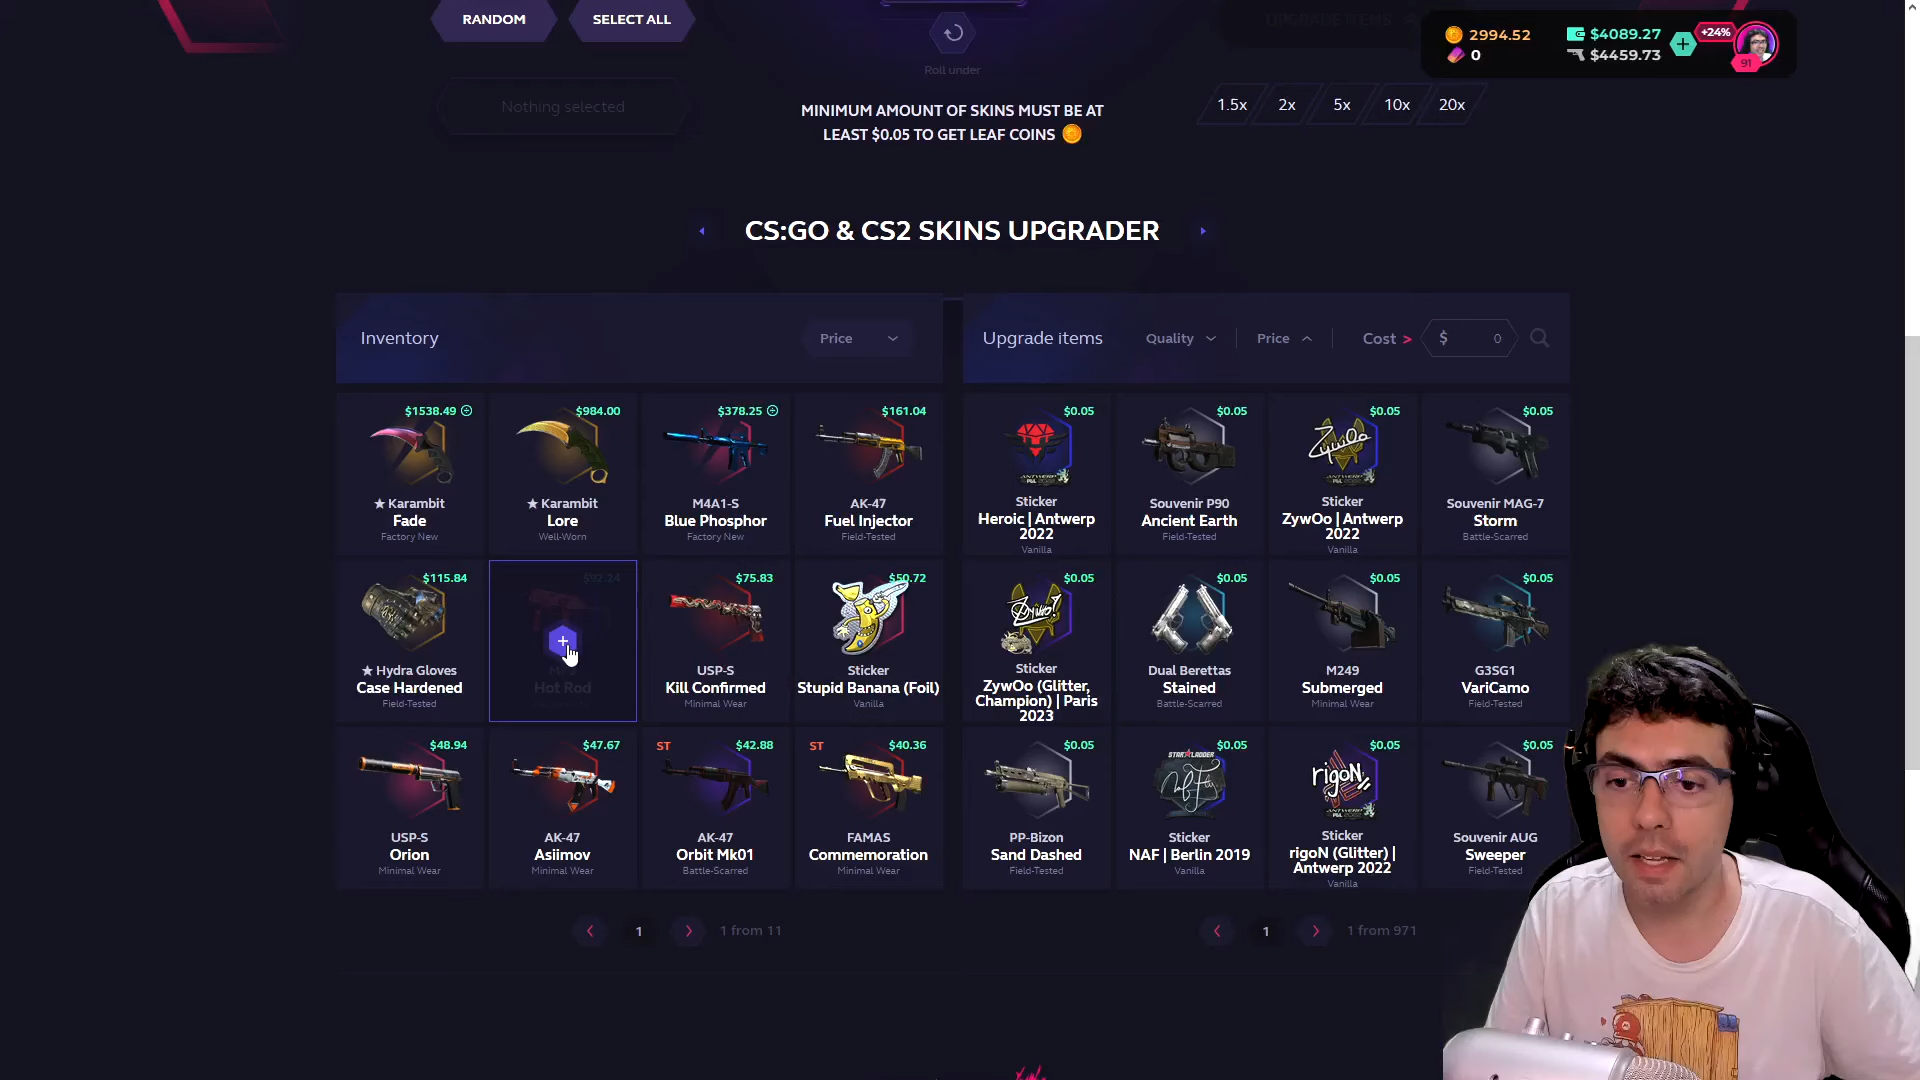 RANDOM
SELECT ALL
Nothing selected
Roll under
MINIMUM AMOUNT OF SKINS MUST BE AT
LEAST $0.05 TO GET LEAF COINS
UPGRADE ITEMS
2994.52
0
$4089.27
$4459.73
+24%
91
1.5x
2x
5x
10x
20x
CS:GO & CS2 SKINS UPGRADER
Inventory
Price
Upgrade items
Quality
Price
Cost >
$
0
$1538.49
★ Karambit
Fade
Factory New
$984.00
★ Karambit
Lore
Well-Worn
$378.25
M4A1-S
Blue Phosphor
Factory New
$161.04
AK-47
Fuel Injector
Field-Tested
$115.84
★ Hydra Gloves
Case Hardened
Field-Tested
Hot Rod
$75.83
USP-S
Kill Confirmed
Minimal Wear
$50.72
Sticker
Stupid Banana (Foil)
Vanilla
$48.94
USP-S
Orion
Minimal Wear
$47.67
AK-47
Asiimov
Minimal Wear
ST
$42.88
AK-47
Orbit Mk01
Battle-Scarred
ST
$40.36
FAMAS
Commemoration
Minimal Wear
1
1 from 11
$0.05
Sticker
Heroic | Antwerp
2022
Vanilla
$0.05
Souvenir P90
Ancient Earth
Field-Tested
$0.05
Sticker
ZywOo | Antwerp
2022
Vanilla
$0.05
Souvenir MAG-7
Storm
Battle-Scarred
$0.05
Sticker
ZywOo (Glitter,
Champion) | Paris
2023
$0.05
Dual Berettas
Stained
Battle-Scarred
$0.05
M249
Submerged
Minimal Wear
$0.05
G3SG1
VariCamo
Field-Tested
$0.05
PP-Bizon
Sand Dashed
Field-Tested
$0.05
Sticker
NAF | Berlin 2019
Vanilla
$0.05
rigoN
Sticker
rigoN (Glitter) |
Antwerp 2022
Vanilla
$0.05
Souvenir AUG
Sweeper
Field-Tested
1
1 from 971